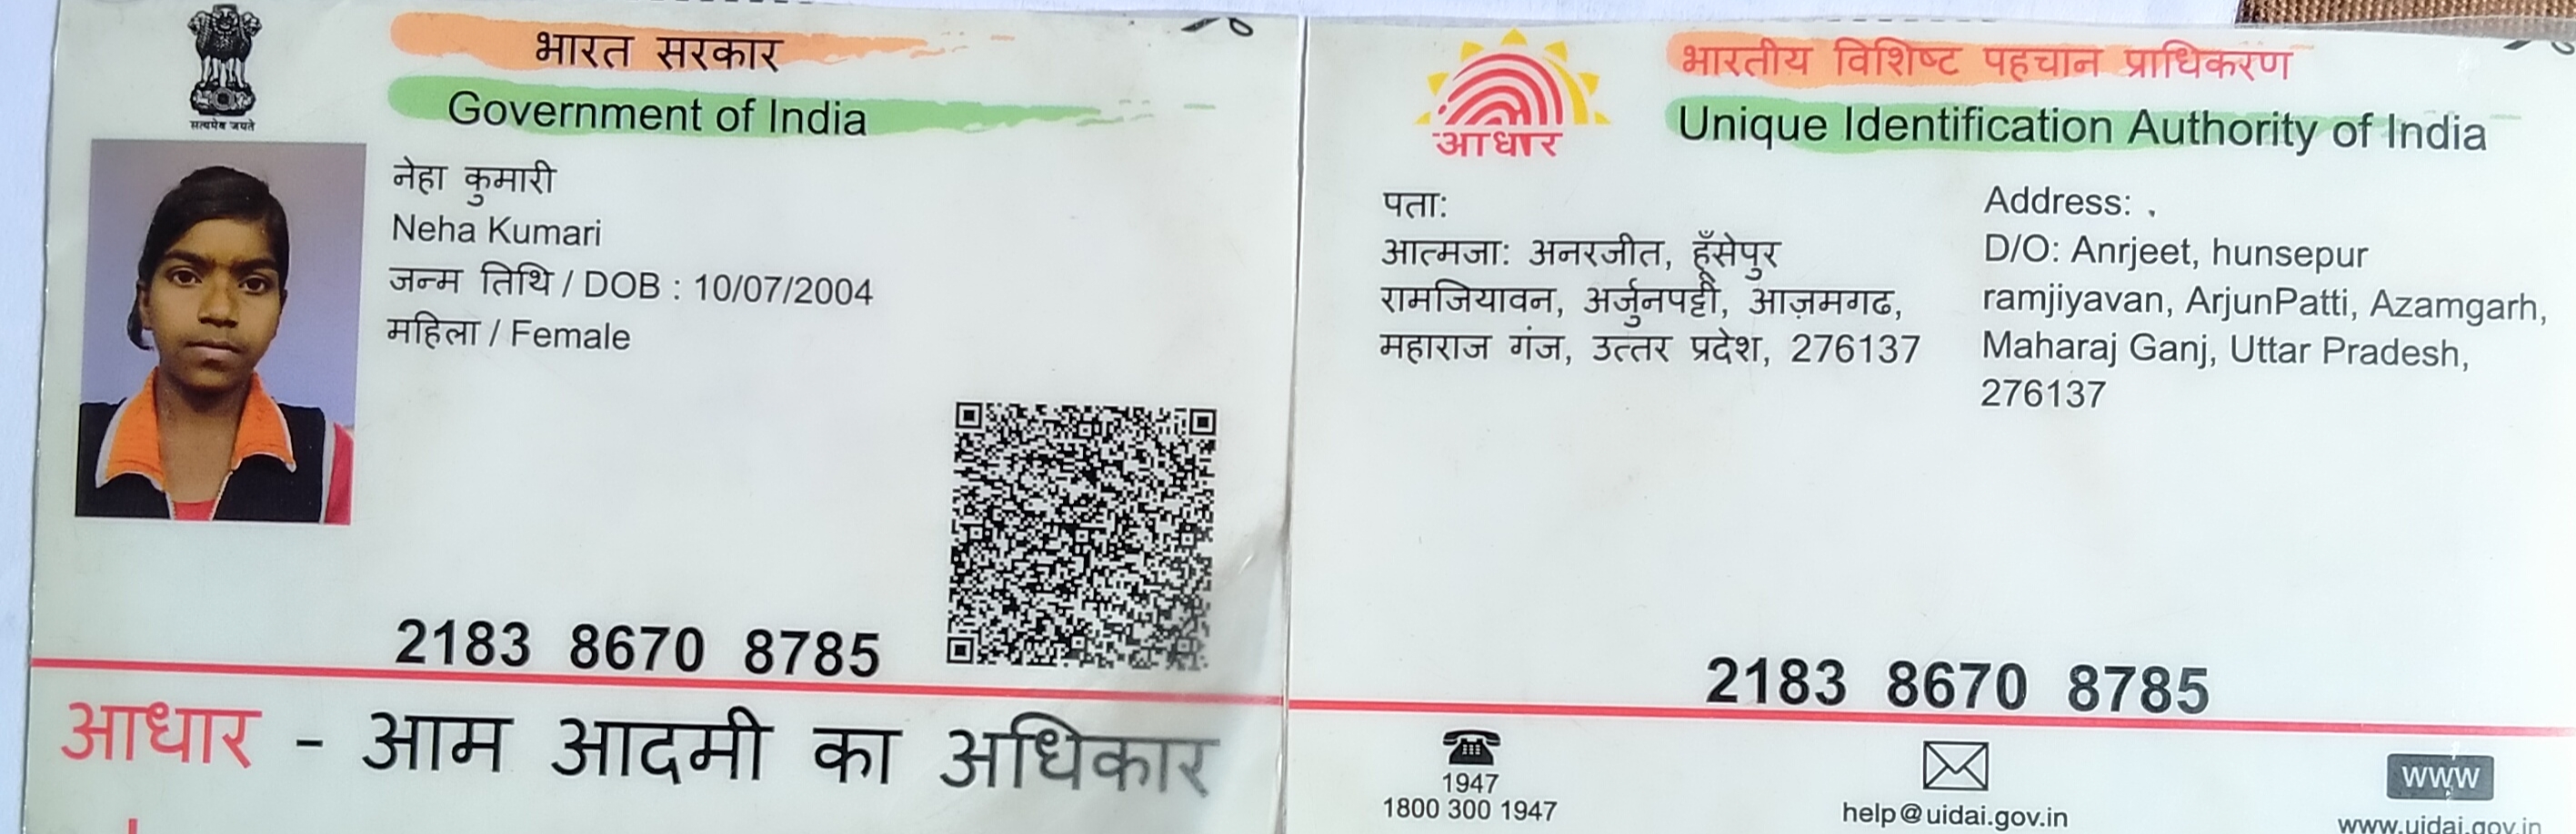 भारत सरकार
Government of India
सत्यमेव जयते
नेहा कुमारी
Neha Kumari
जन्म तिथि / DOB : 10/07/2004
महिला / Female
2183 8670 8785
आधार - आम आदमी का अधिकार
भारतीय विशिष्ट पहचान प्राधिकरण
Unique Identification Authority of India
आधार
पता:
आत्मजा: अनरजीत, हूँसेपुर
रामजियावन, अर्जुनपट्टी, आज़मगढ,
महाराज गंज, उत्तर प्रदेश, 276137
Address: .
D/O: Anrjeet, hunsepur
ramjiyavan, ArjunPatti, Azamgarh,
Maharaj Ganj, Uttar Pradesh,
276137
2183 8670 8785
1947
1800 300 1947
help@uidai.gov.in
www
www.uidai.gov.in